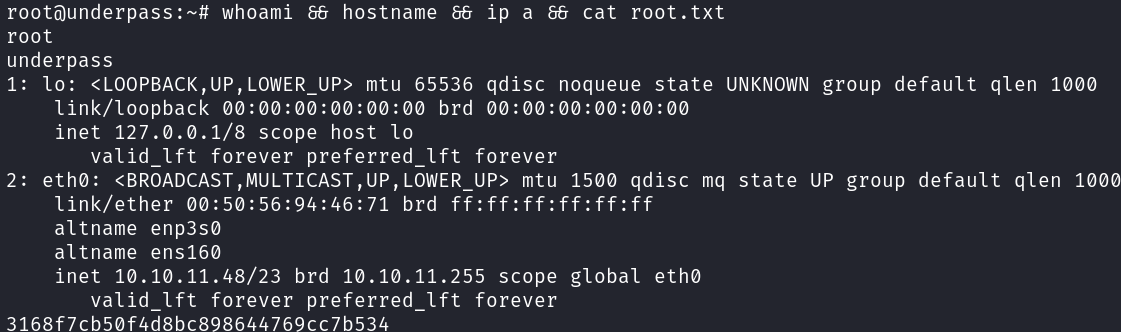 root@underpass:~# whoami && hostname && ip a && cat root.txt
root
underpass
1: lo: <LOOPBACK,UP,LOWER_UP> mtu 65536 qdisc noqueue state UNKNOWN group default qlen 1000
    link/loopback 00:00:00:00:00:00 brd 00:00:00:00:00:00
    inet 127.0.0.1/8 scope host lo
       valid_lft forever preferred_lft forever
2: eth0: <BROADCAST,MULTICAST,UP,LOWER_UP> mtu 1500 qdisc mq state UP group default qlen 1000
    link/ether 00:50:56:94:46:71 brd ff:ff:ff:ff:ff:ff
    altname enp3s0
    altname ens160
    inet 10.10.11.48/23 brd 10.10.11.255 scope global eth0
       valid_lft forever preferred_lft forever
3168f7cb50f4d8bc898644769cc7b534